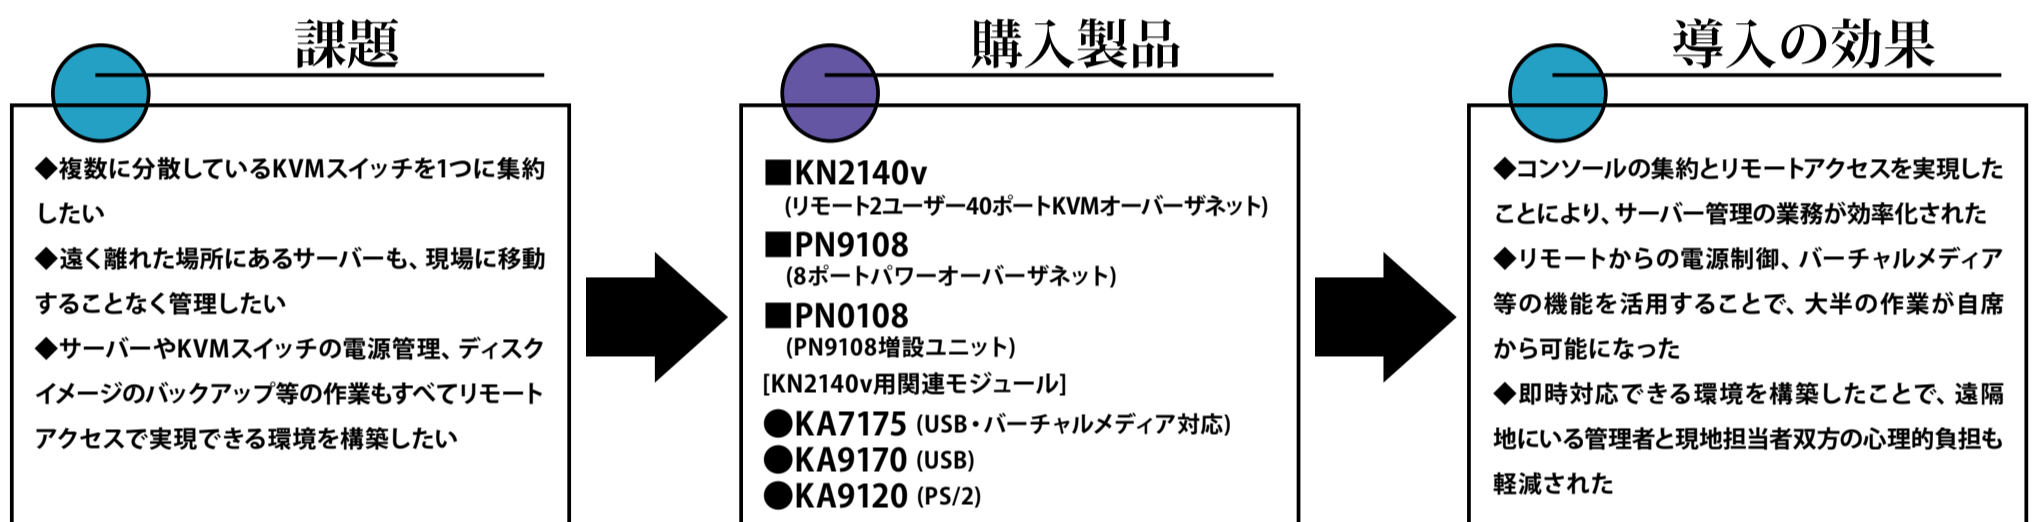 課題
◆複数に分散しているKVMスイッチを1つに集約
したい
◆遠く離れた場所にあるサーバーも、現場に移動
することなく管理したい
◆サーバーやKVMスイッチの電源管理、ディスク
イメージのバックアップ等の作業もすべてリモート
アクセスで実現できる環境を構築したい
購入製品
■KN2140v
(リモート2ユーザー40ポートKVMオーバーザネット)
■PN9108
(8ポートパワーオーバーザネット)
■PN0108
(PN9108増設ユニット)
[KN2140v用関連モジュール]
●KA7175 (USB・バーチャルメディア対応)
●KA9170 (USB)
●KA9120 (PS/2)
導入の効果
◆コンソールの集約とリモートアクセスを実現した
ことにより、サーバー管理の業務が効率化された
◆リモートからの電源制御、バーチャルメディア
等の機能を活用することで、大半の作業が自席
から可能になった
◆即時対応できる環境を構築したことで、遠隔
地にいる管理者と現地担当者双方の心理的負担も
軽減された